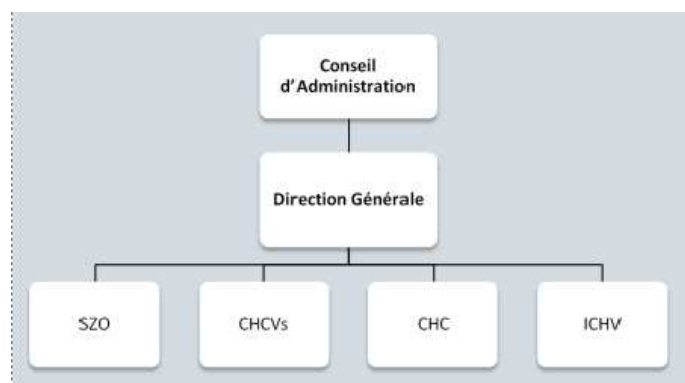 Conseil
d'Administration
Direction Générale
SZO
CHCVs
CHC
ICHV